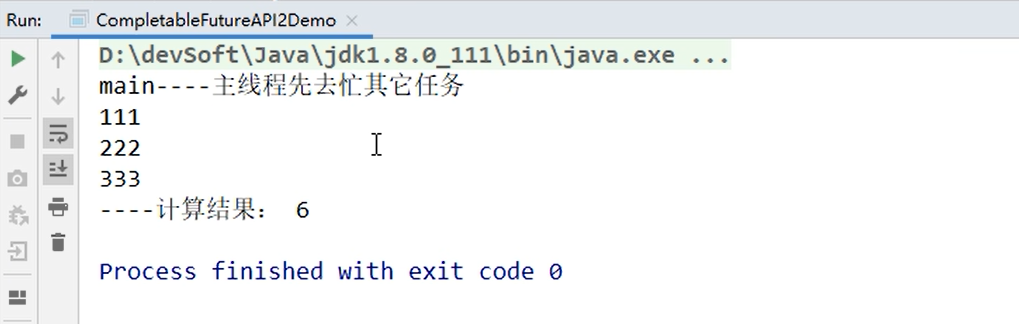 Run: CompletableFutureAPI2Demo
D:\devSoft\Java\jdk1.8.0_111\bin\java.exe ...
main----主线程先去忙其它任务
111
222
333
----计算结果： 6
Process finished with exit code 0